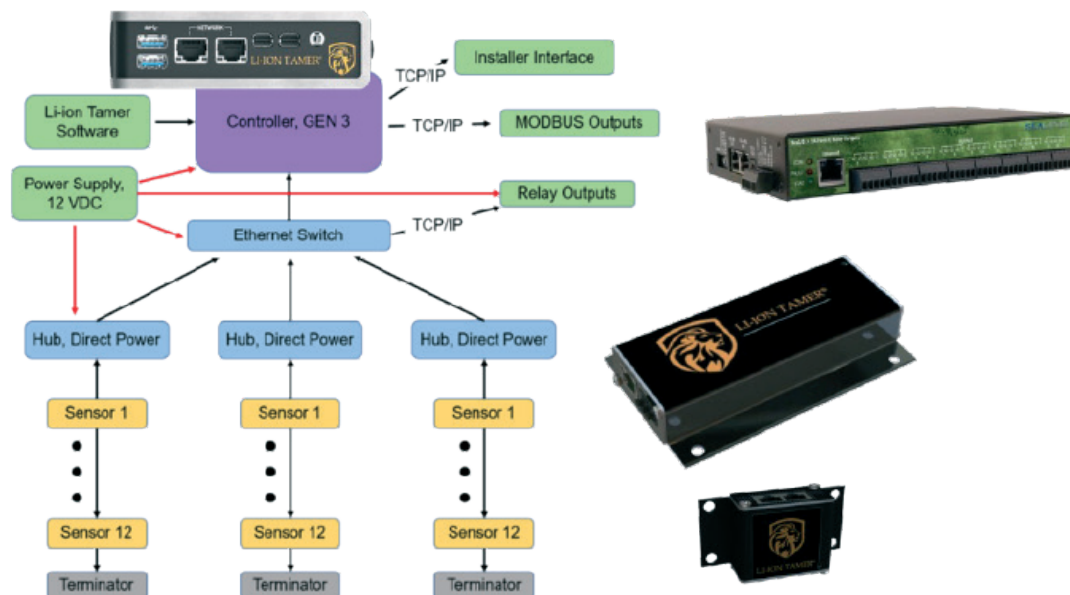 NETWORK
LI-ION TAMER®
TCP/IP
Installer Interface
Li-ion Tamer
Software
Controller, GEN 3
TCP/IP
MODBUS Outputs
Power Supply,
12 VDC
Relay Outputs
Ethernet Switch
TCP/IP
Hub, Direct Power
Hub, Direct Power
Hub, Direct Power
Sensor 1
Sensor 1
Sensor 1
Sensor 12
Sensor 12
Sensor 12
Terminator
Terminator
Terminator
LI-ION TAMER®
LI-ION TAMER®